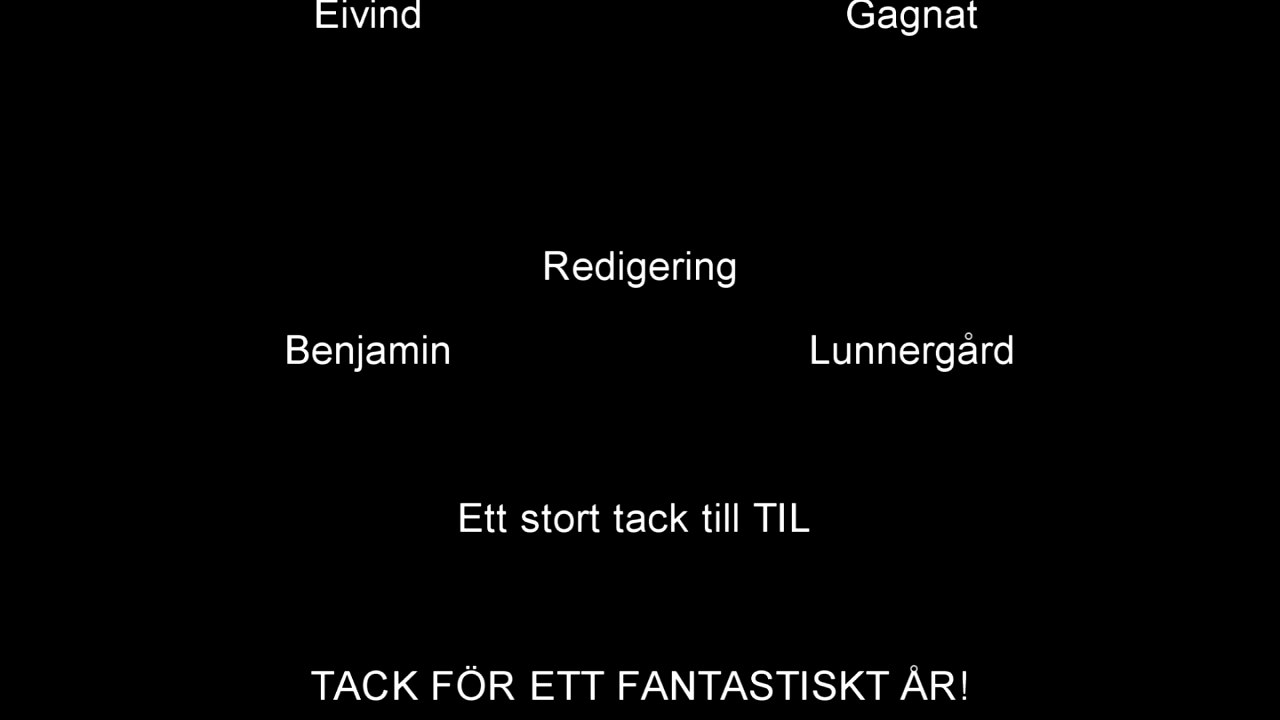 Eivind Gagnat
Redigering
Benjamin Lunnergård
Ett stort tack till TIL
TACK FÖR ETT FANTASTISKT ÅR!